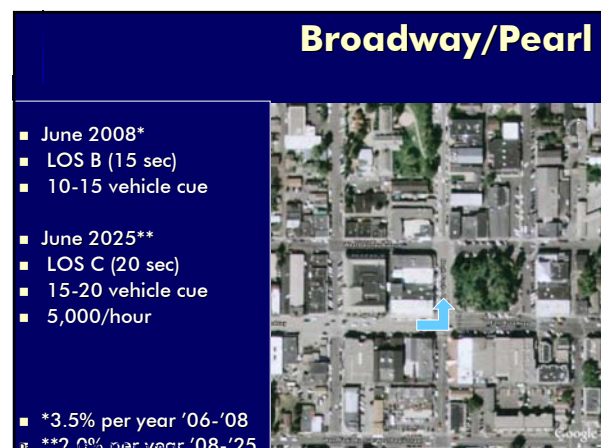 Broadway/Pearl
June 2008*
LOS B (15 sec)
10-15 vehicle cue
June 2025**
LOS C (20 sec)
15-20 vehicle cue
5,000/hour
*3.5% per year ’06-’08
**2.0% per year ’08-’25
Google